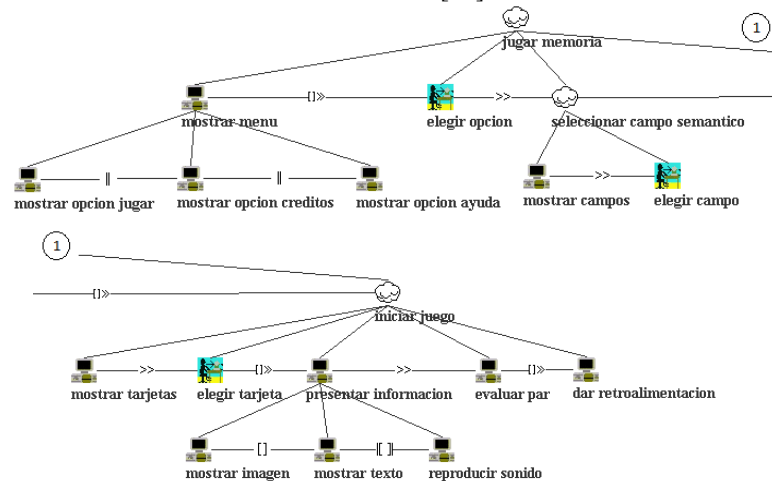 jugar memoria
1
[]»
>>
mostrar menu
elegir opcion
seleccionar campo semantico
||
||
>>
mostrar opcion jugar
mostrar opcion creditos
mostrar opcion ayuda
mostrar campos
elegir campo
1
[]»
iniciar juego
>>
[]»
>>
[]»
mostrar tarjetas
elegir tarjeta
presentar informacion
evaluar par
dar retroalimentacion
[]
|[]|
mostrar imagen
mostrar texto
reproducir sonido